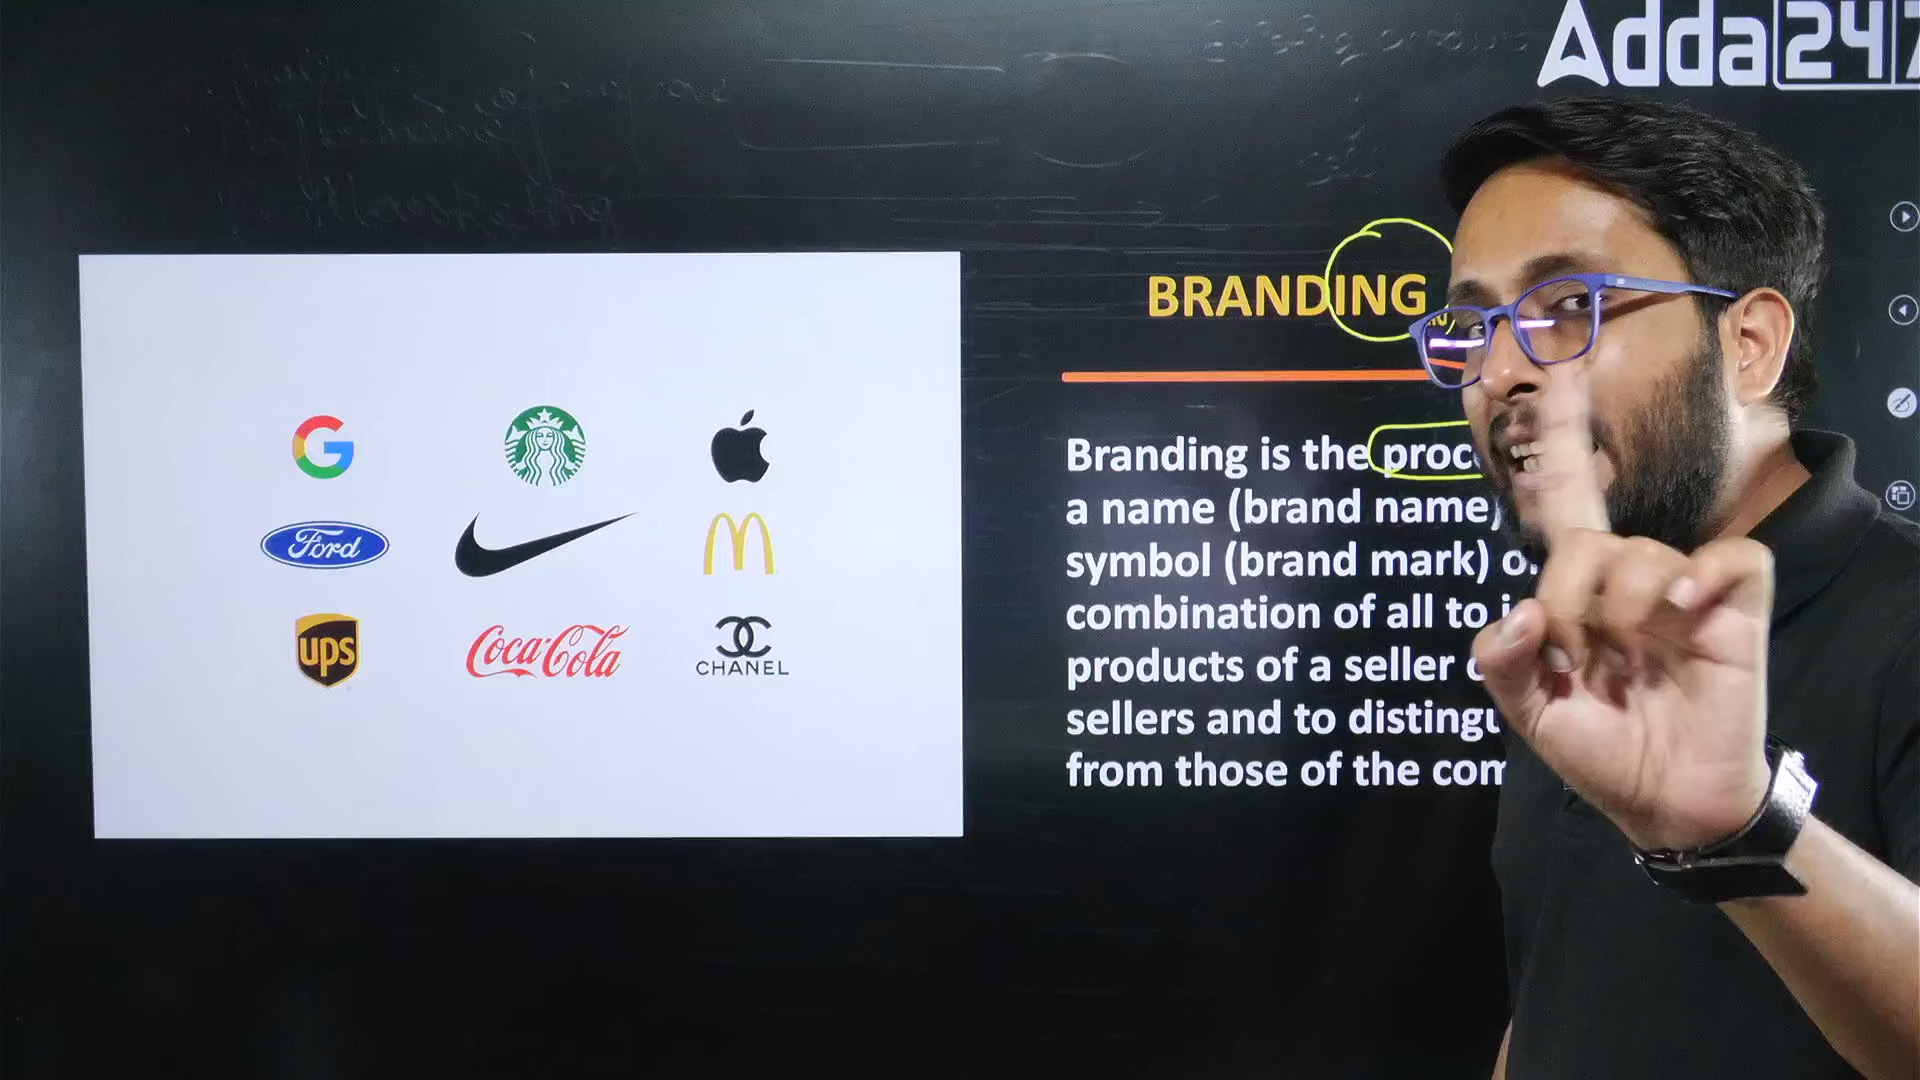 Adda247
Marketing
BRANDING
Branding is the proc
a name (brand name)
symbol (brand mark) o
combination of all to i
products of a seller
sellers and to distingu
from those of the com
G
Ford
ups
Coca-Cola
CHANEL